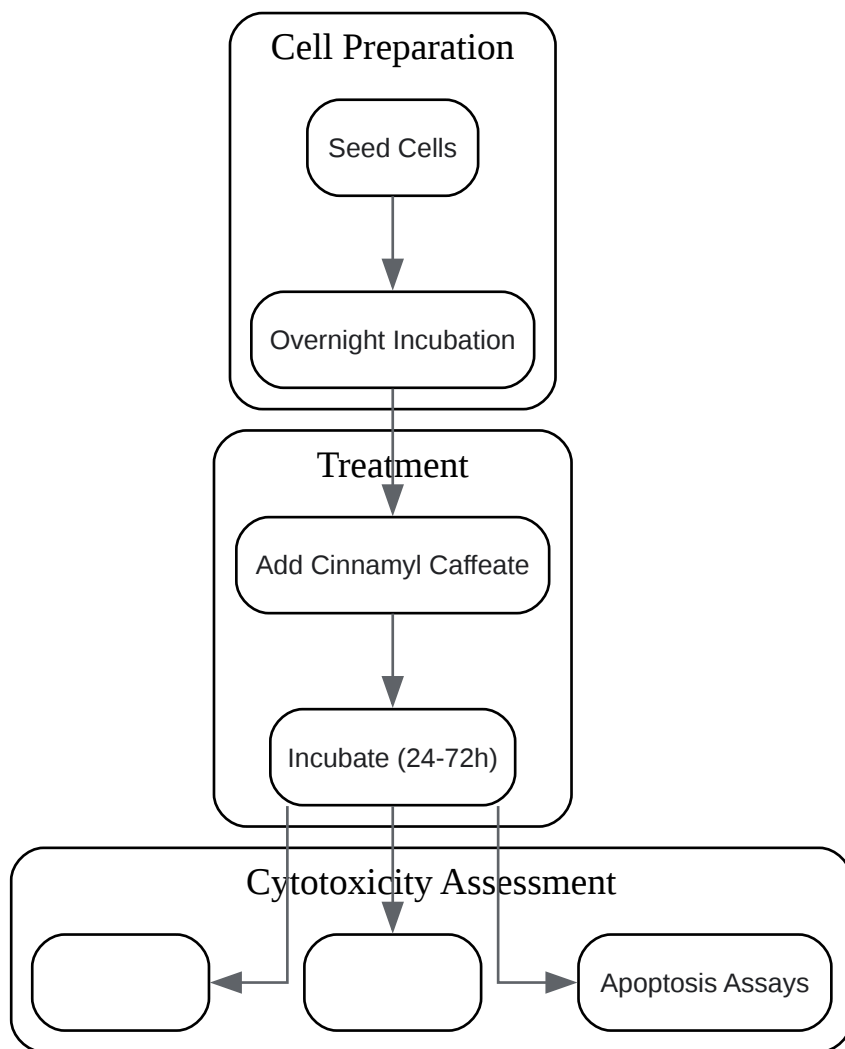 Cell Preparation
Seed Cells
Overnight Incubation
Treatment
Add Cinnamyl Caffeate
Incubate (24-72h)
Cytotoxicity Assessment
Apoptosis Assays